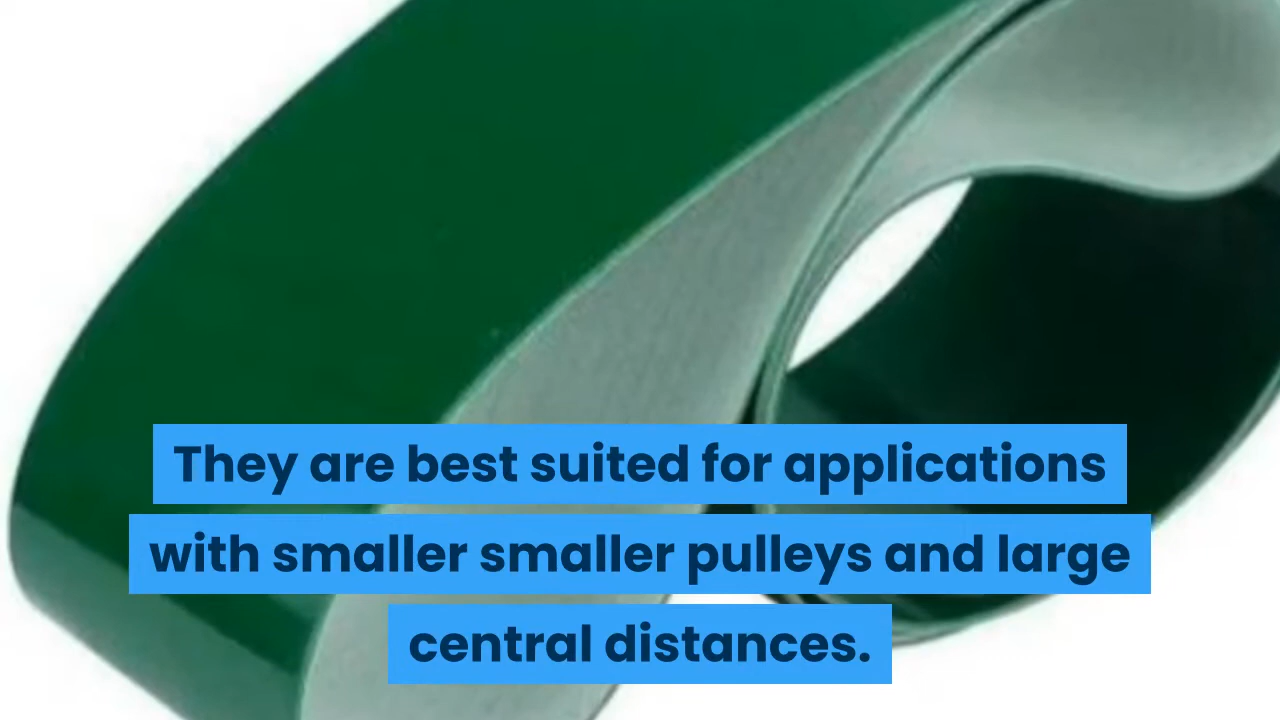 They are best suited for applications
with smaller smaller pulleys and large
central distances.